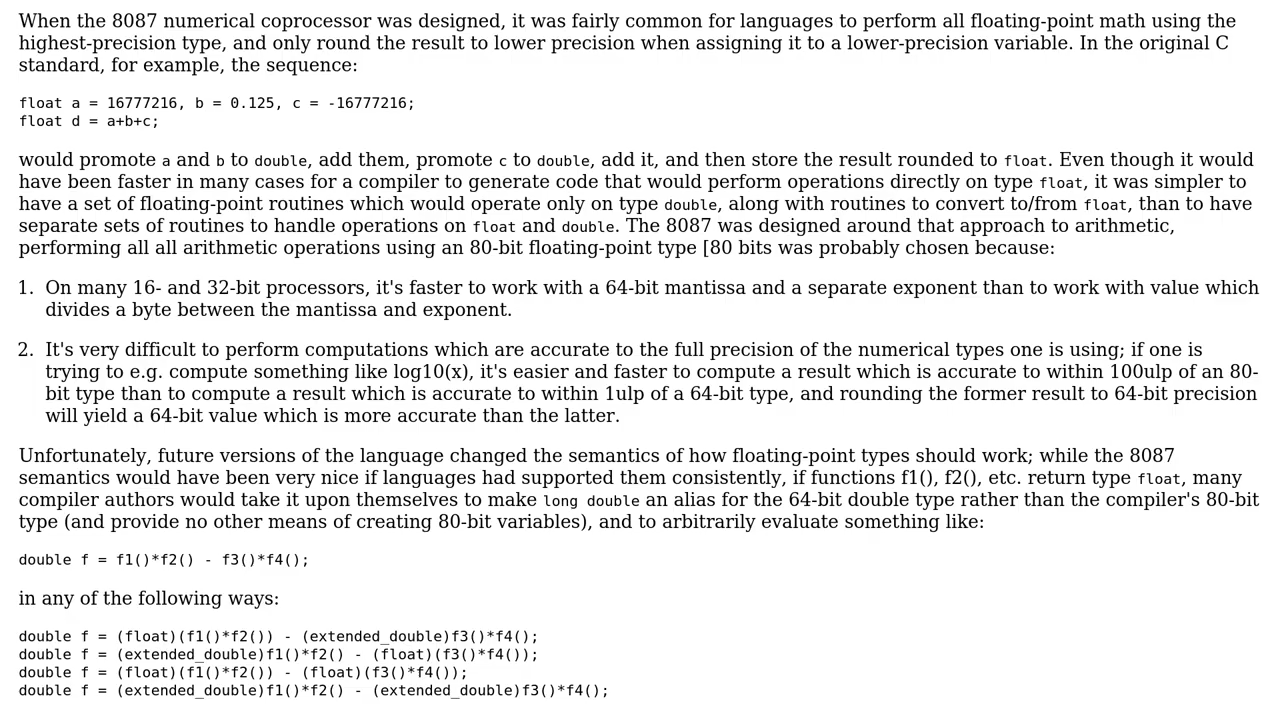 When the 8087 numerical coprocessor was designed, it was fairly common for languages to perform all floating-point math using the
highest-precision type, and only round the result to lower precision when assigning it to a lower-precision variable. In the original C
standard, for example, the sequence:
float a = 16777216, b = 0.125, c = -16777216;
float d = a+b+c;
would promote a and b to double, add them, promote c to double, add it, and then store the result rounded to float. Even though it would
have been faster in many cases for a compiler to generate code that would perform operations directly on type float, it was simpler to
have a set of floating-point routines which would operate only on type double, along with routines to convert to/from float, than to have
separate sets of routines to handle operations on float and double. The 8087 was designed around that approach to arithmetic,
performing all all arithmetic operations using an 80-bit floating-point type [80 bits was probably chosen because:
1. On many 16- and 32-bit processors, it's faster to work with a 64-bit mantissa and a separate exponent than to work with value which
divides a byte between the mantissa and exponent.
2. It's very difficult to perform computations which are accurate to the full precision of the numerical types one is using; if one is
trying to e.g. compute something like log10(x), it's easier and faster to compute a result which is accurate to within 100ulp of an 80-
bit type than to compute a result which is accurate to within 1ulp of a 64-bit type, and rounding the former result to 64-bit precision
will yield a 64-bit value which is more accurate than the latter.
Unfortunately, future versions of the language changed the semantics of how floating-point types should work; while the 8087
semantics would have been very nice if languages had supported them consistently, if functions f1(), f2(), etc. return type float, many
compiler authors would take it upon themselves to make long double an alias for the 64-bit double type rather than the compiler's 80-bit
type (and provide no other means of creating 80-bit variables), and to arbitrarily evaluate something like:
double f = f1()*f2() - f3()*f4();
in any of the following ways:
double f = (float)(f1()*f2()) - (extended_double)f3()*f4();
double f = (extended_double)f1()*f2() - (float)(f3()*f4());
double f = (float)(f1()*f2()) - (float)(f3()*f4());
double f = (extended_double)f1()*f2() - (extended_double)f3()*f4();